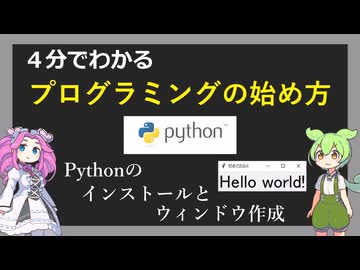 ４分でわかる
プログラミングの始め方
python
Pythonの
インストールと
ウィンドウ作成
Hello world!